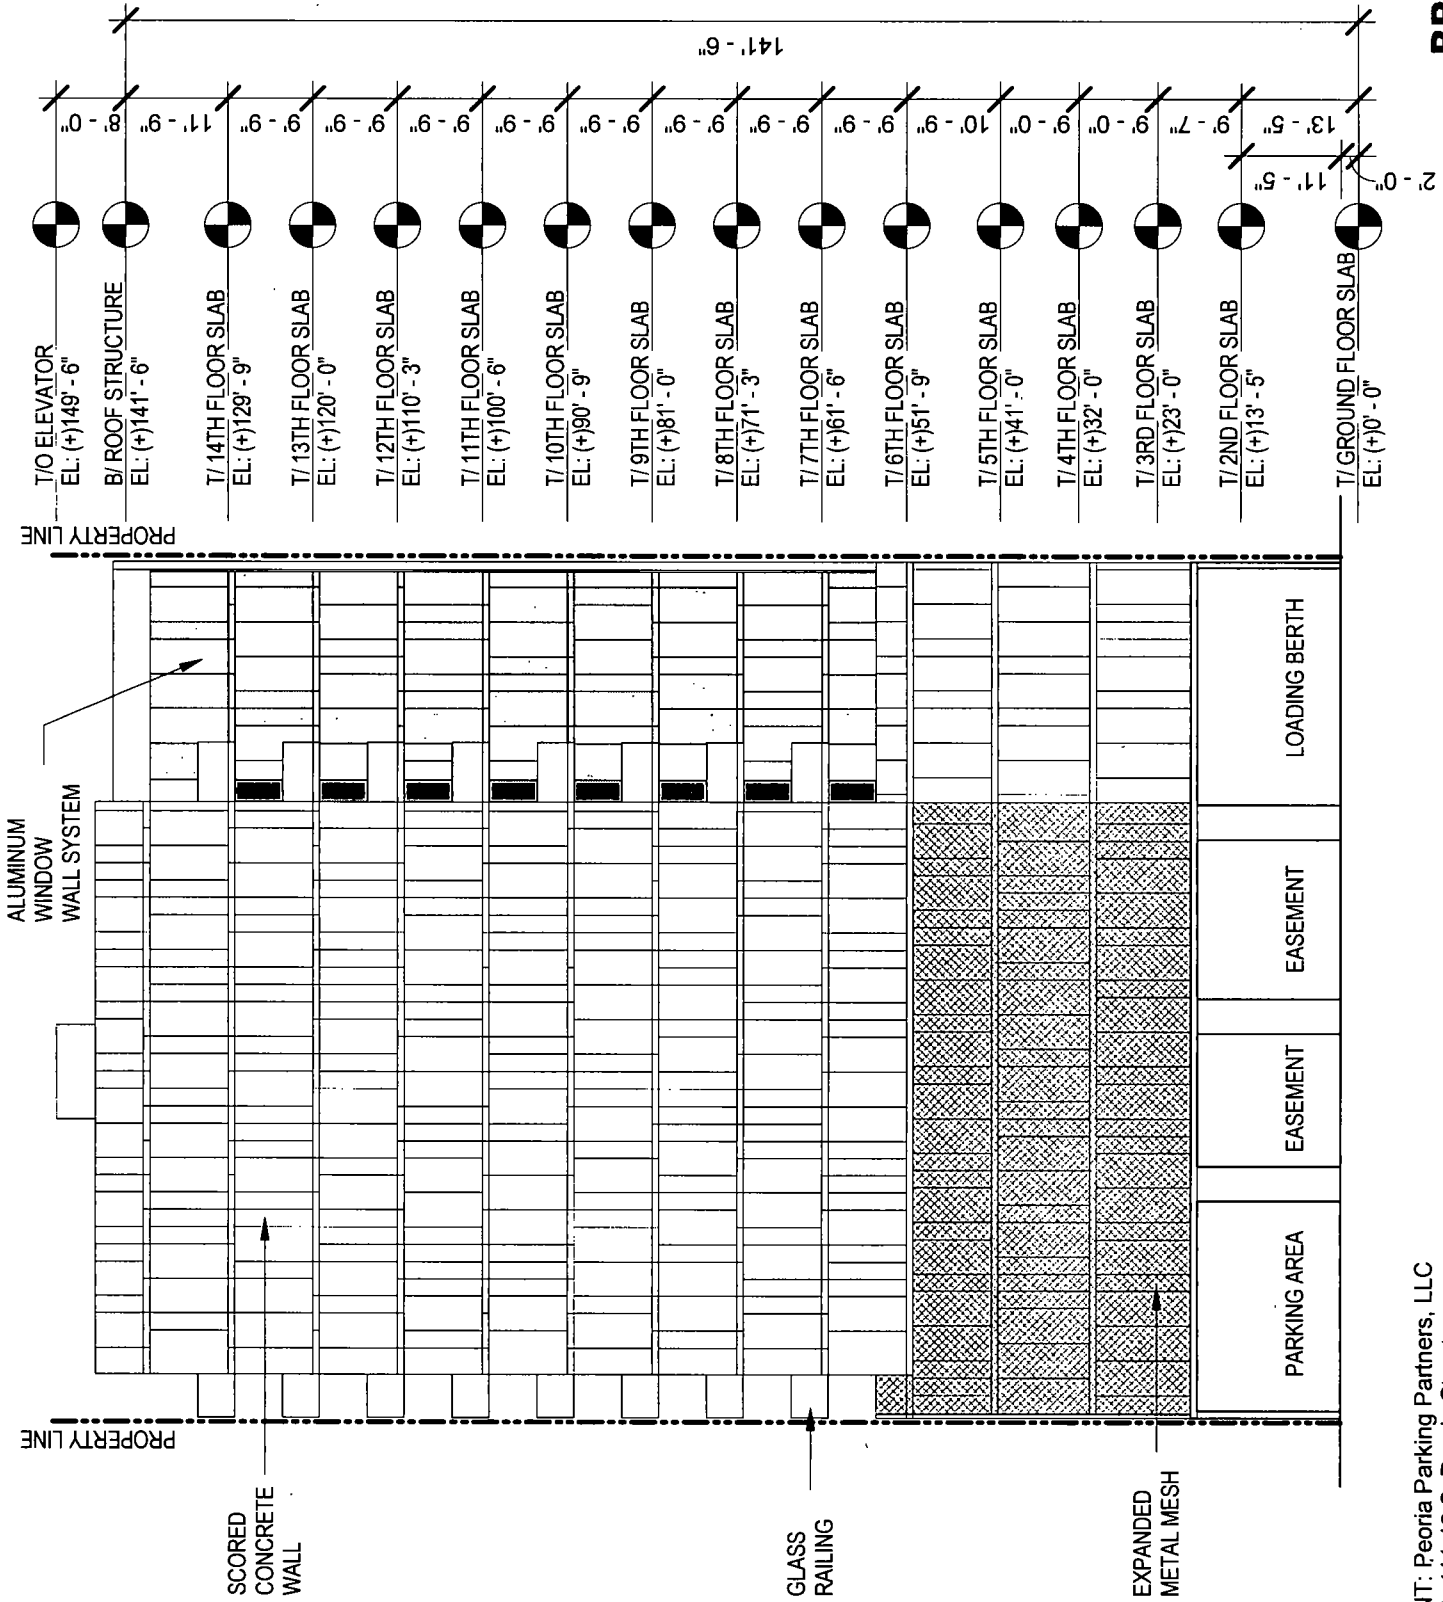 ALUMINUM
WINDOW
WALL SYSTEM
PROPERTY LINE
PROPERTY LINE
SCORED
CONCRETE
WALL
GLASS
RAILING
EXPANDED
METAL MESH
PARKING AREA
EASEMENT
EASEMENT
LOADING BERTH
T/O ELEVATOR
EL: (+)149' - 6"
B/ ROOF STRUCTURE
EL: (+)141' - 6"
T/ 14TH FLOOR SLAB
EL: (+)129' - 9"
T/ 13TH FLOOR SLAB
EL: (+)120' - 0"
T/ 12TH FLOOR SLAB
EL: (+)110' - 3"
T/ 11TH FLOOR SLAB
EL: (+)100' - 6"
T/ 10TH FLOOR SLAB
EL: (+)90' - 9"
T/ 9TH FLOOR SLAB
EL: (+)81' - 0"
T/ 8TH FLOOR SLAB
EL: (+)71' - 3"
T/ 7TH FLOOR SLAB
EL: (+)61' - 6"
T/ 6TH FLOOR SLAB
EL: (+)51' - 9"
T/ 5TH FLOOR SLAB
EL: (+)41' - 0"
T/ 4TH FLOOR SLAB
EL: (+)32' - 0"
T/ 3RD FLOOR SLAB
EL: (+)23' - 0"
T/ 2ND FLOOR SLAB
EL: (+)13' - 5"
T/ GROUND FLOOR SLAB
EL: (+)0' - 0"
8' - 0"
11' - 9"
9' - 9"
9' - 9"
9' - 9"
9' - 9"
9' - 9"
9' - 9"
9' - 9"
9' - 9"
10' - 9"
9' - 0"
9' - 0"
9' - 7"
13' - 5"
11' - 5"
2' - 0"
141' - 6"
NT: Peoria Parking Partners, LLC